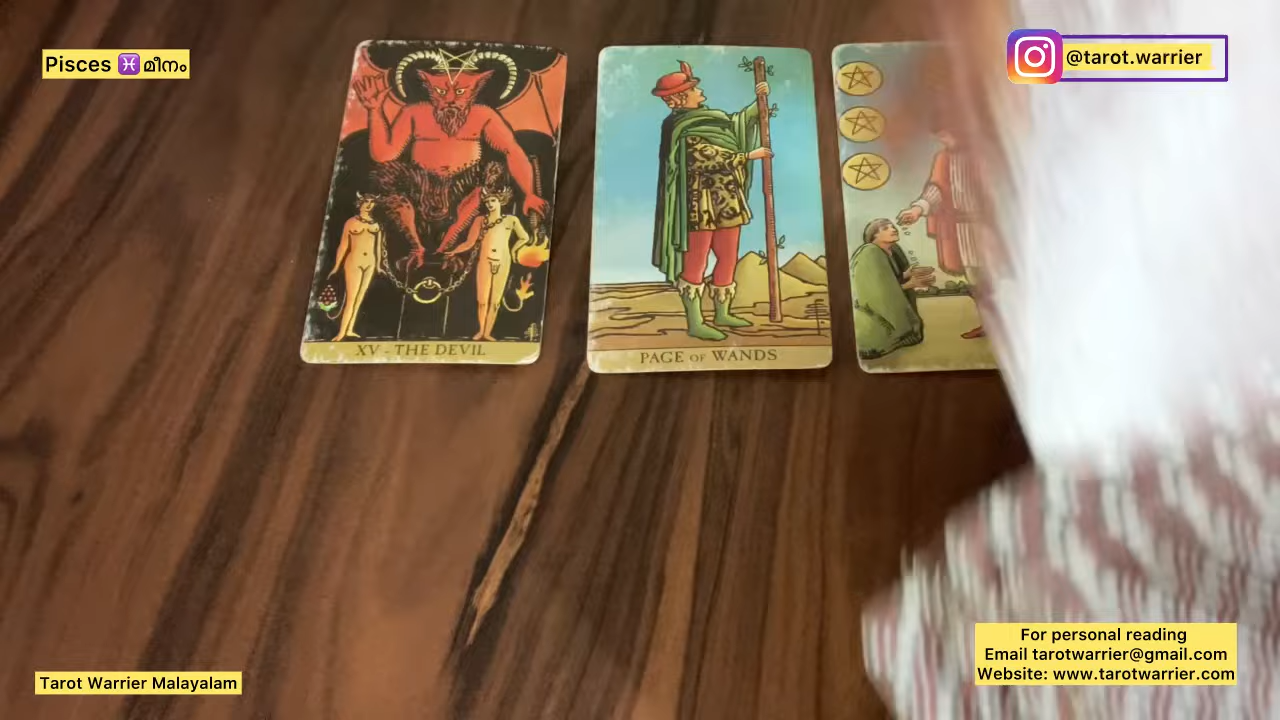 Pisces ♓ മീനം
@tarot.warrier
XV - THE DEVIL
PAGE OF WANDS
For personal reading
Email tarotwarrier@gmail.com
Website: www.tarotwarrier.com
Tarot Warrier Malayalam